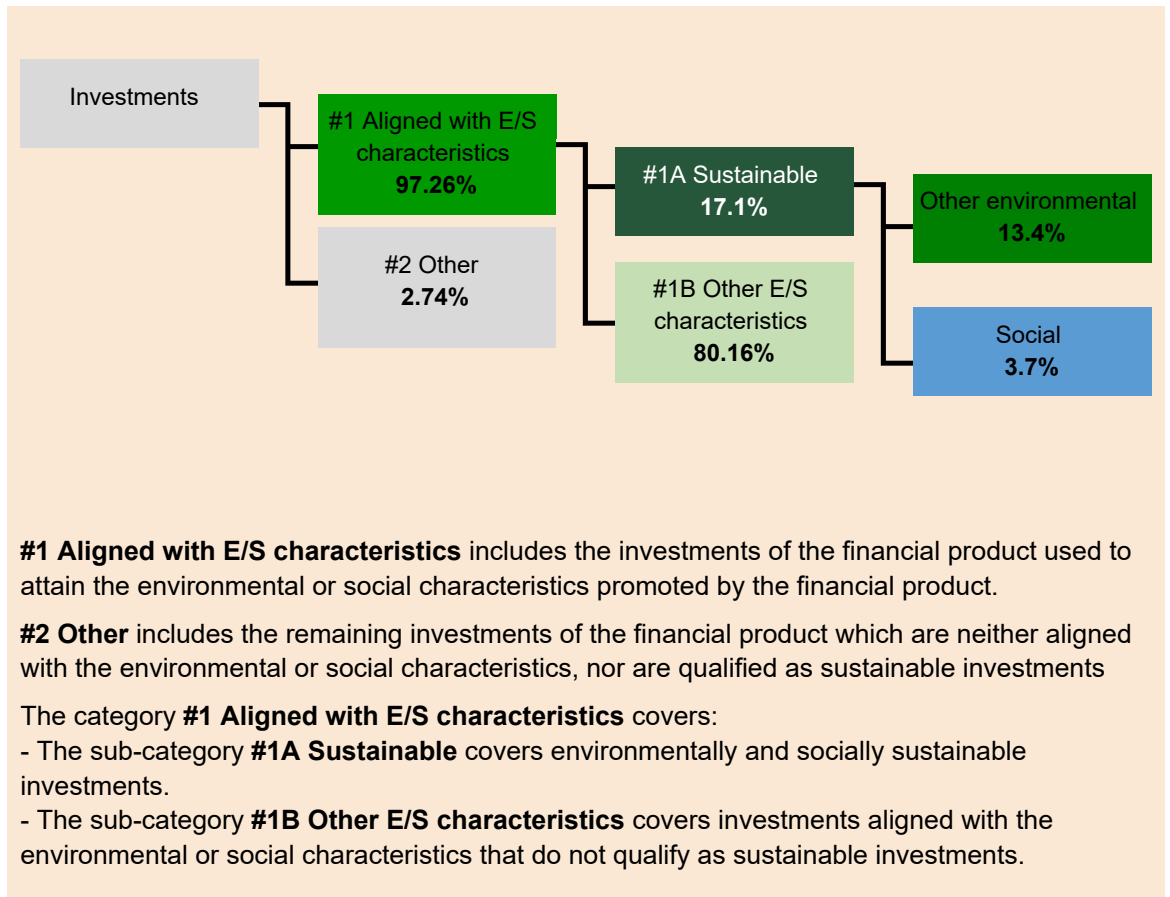 Investments
#1 Aligned with E/S
characteristics
97.26%
#2 Other
2.74%
#1A Sustainable
17.1%
#1B Other E/S
characteristics
80.16%
Other environmental
13.4%
Social
3.7%
#1 Aligned with E/S characteristics includes the investments of the financial product used to
attain the environmental or social characteristics promoted by the financial product.
#2 Other includes the remaining investments of the financial product which are neither aligned
with the environmental or social characteristics, nor are qualified as sustainable investments
The category #1 Aligned with E/S characteristics covers:
- The sub-category #1A Sustainable covers environmentally and socially sustainable
investments.
- The sub-category #1B Other E/S characteristics covers investments aligned with the
environmental or social characteristics that do not qualify as sustainable investments.